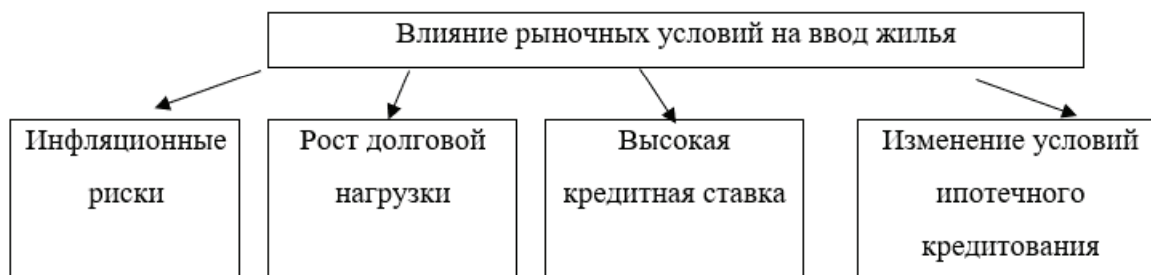 Влияние рыночных условий на ввод жилья
Инфляционные
риски
Рост долговой
нагрузки
Высокая
кредитная ставка
Изменение условий
ипотечного
кредитования